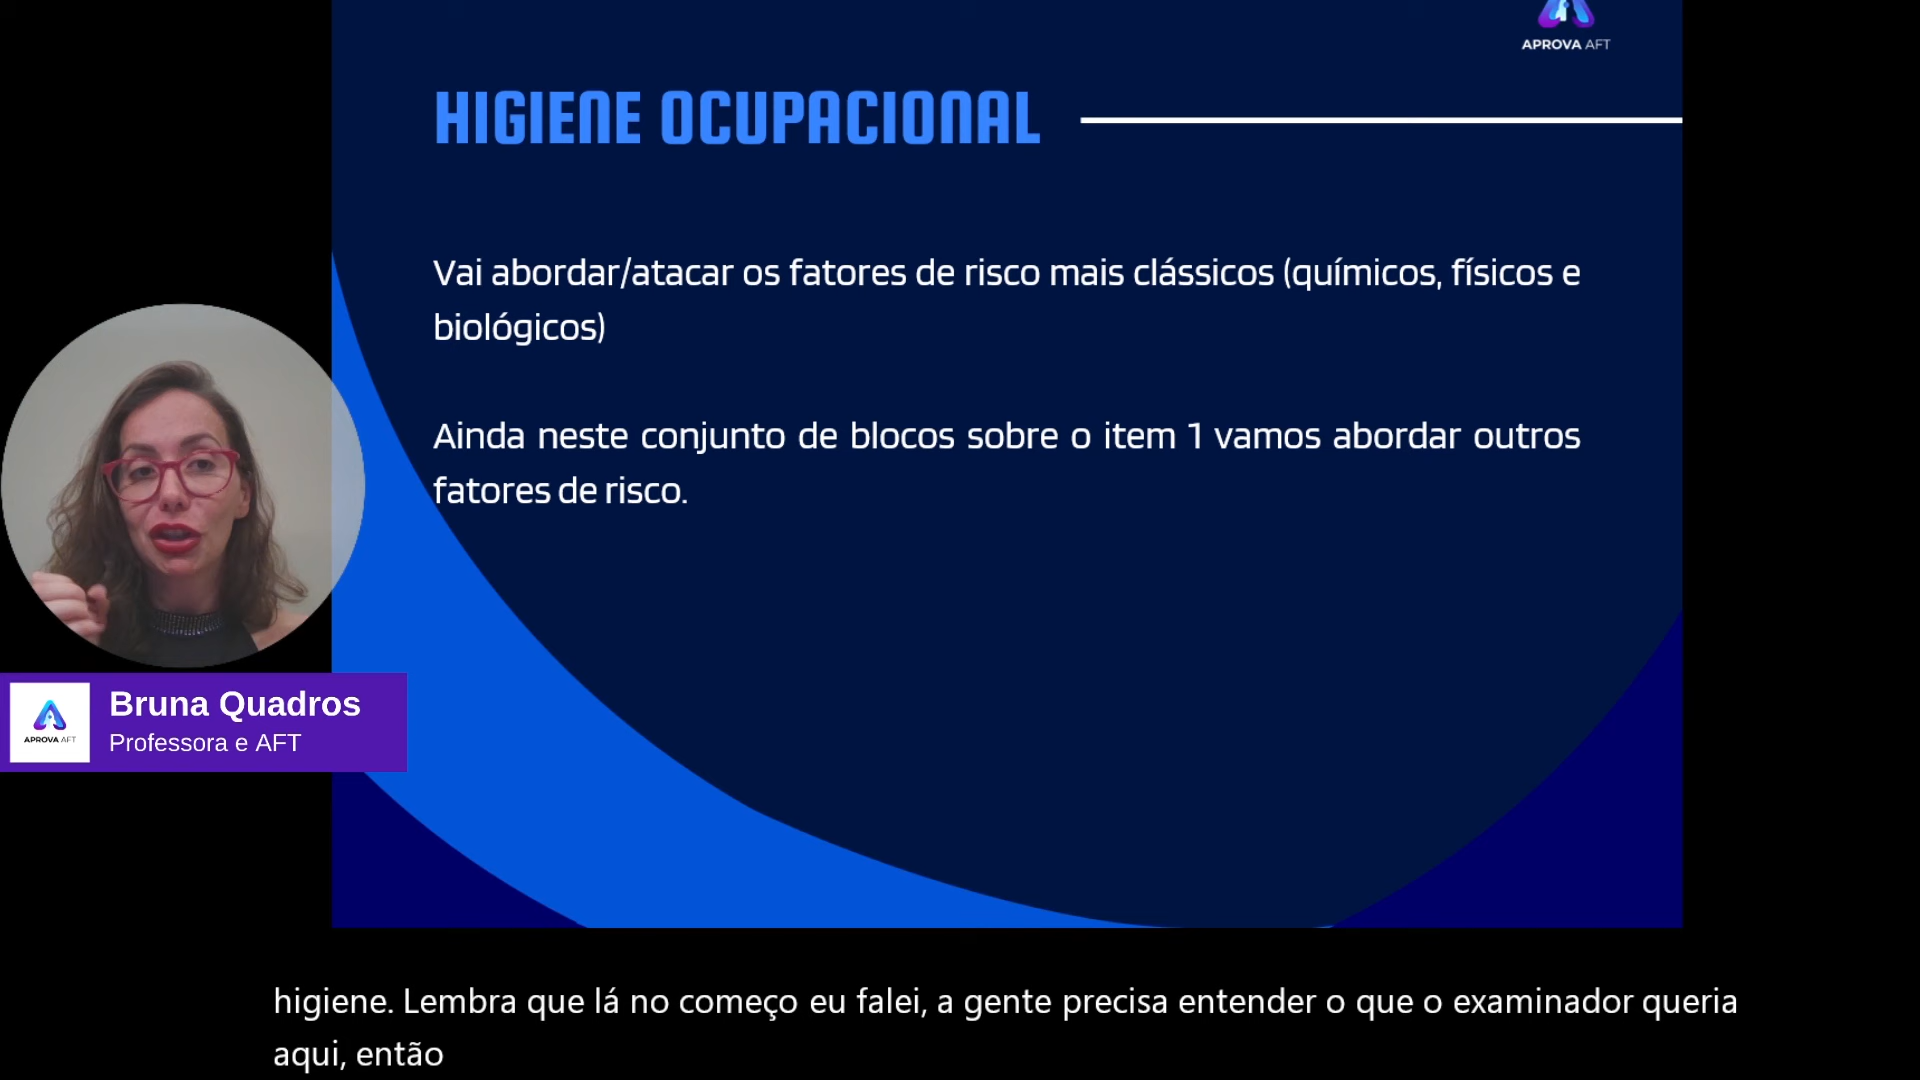 APROVA AFT
HIGIENE OCUPACIONAL
Vai abordar/atacar os fatores de risco mais clássicos (químicos, físicos e
biológicos)
Ainda neste conjunto de blocos sobre o item 1 vamos abordar outros
fatores de risco.
Bruna Quadros
Professora e AFT
APROVA AFT
higiene. Lembra que lá no começo eu falei, a gente precisa entender o que o examinador queria
aqui, então